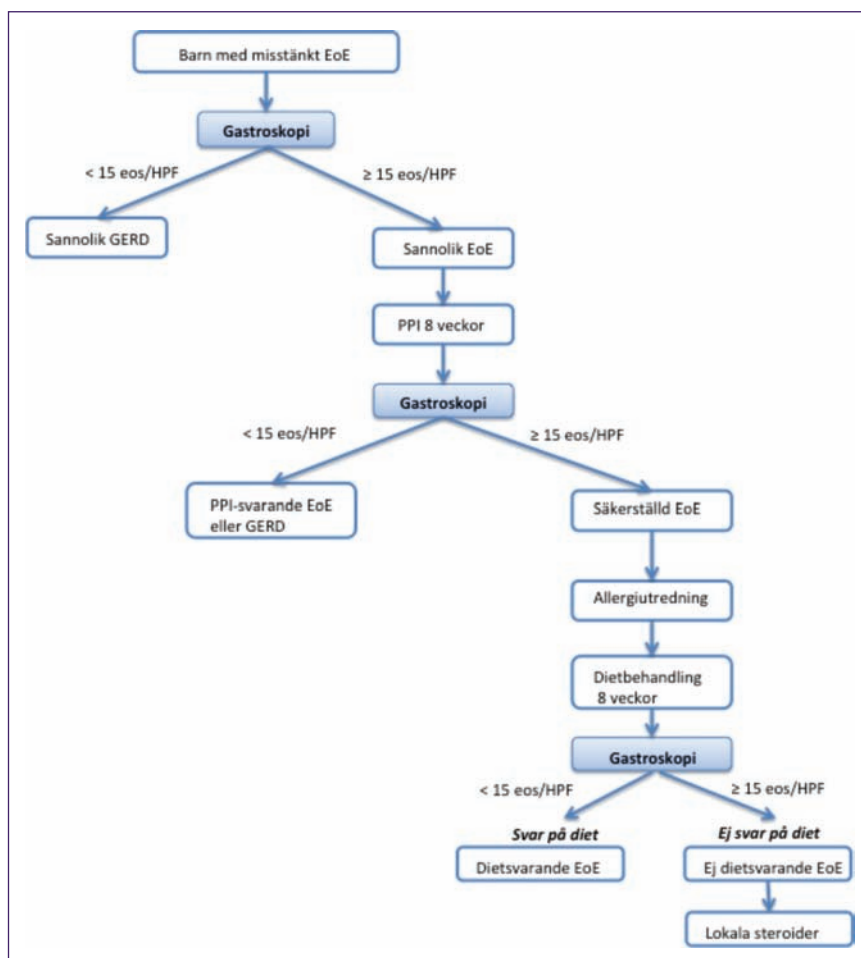 Barn med misstänkt EoE
Gastroskopi
< 15 eos/HPF
≥ 15 eos/HPF
Sannolik GERD
Sannolik EoE
PPI 8 veckor
Gastroskopi
< 15 eos/HPF
≥ 15 eos/HPF
PPI-svarande EoE
eller GERD
Säkerställd EoE
Allergiutredning
Dietbehandling
8 veckor
Gastroskopi
< 15 eos/HPF
≥ 15 eos/HPF
Svar på diet
Ej svar på diet
Dietsvarande EoE
Ej dietsvarande EoE
Lokala steroider